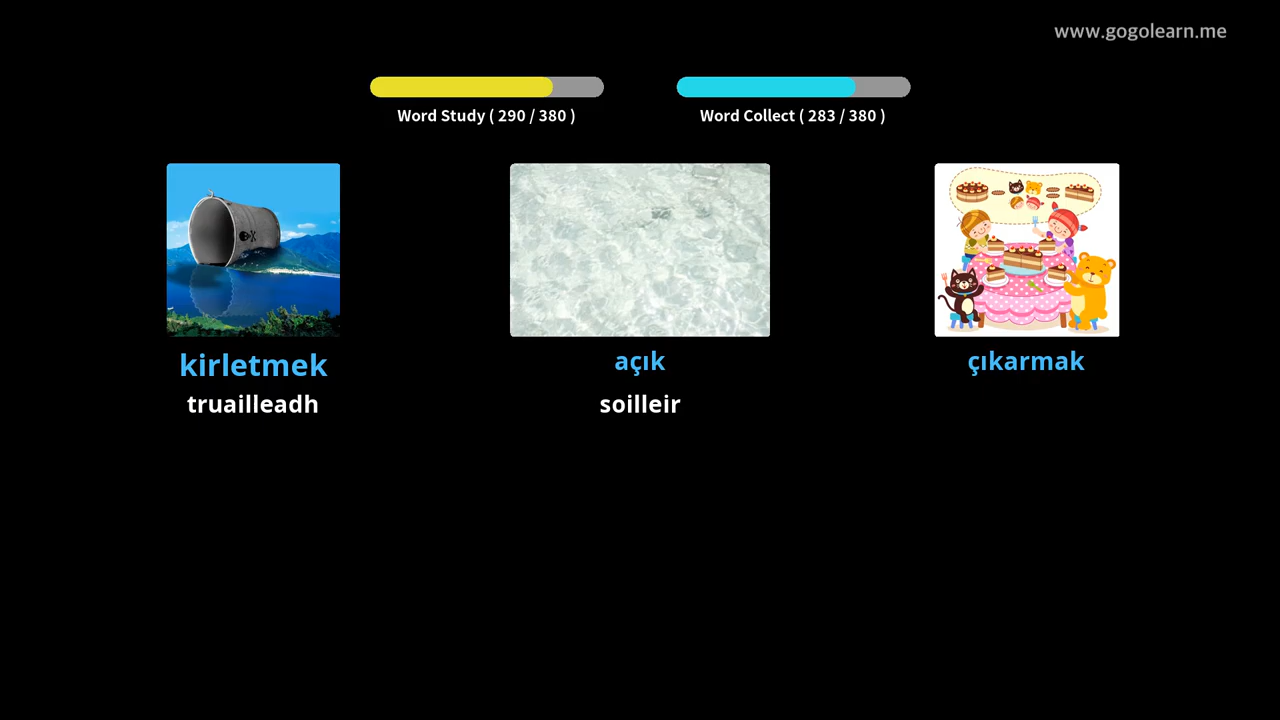 www.gogolearn.me
Word Study ( 290 / 380 )
Word Collect ( 283 / 380 )
kirletmek
truailleadh
açık
soilleir
çıkarmak